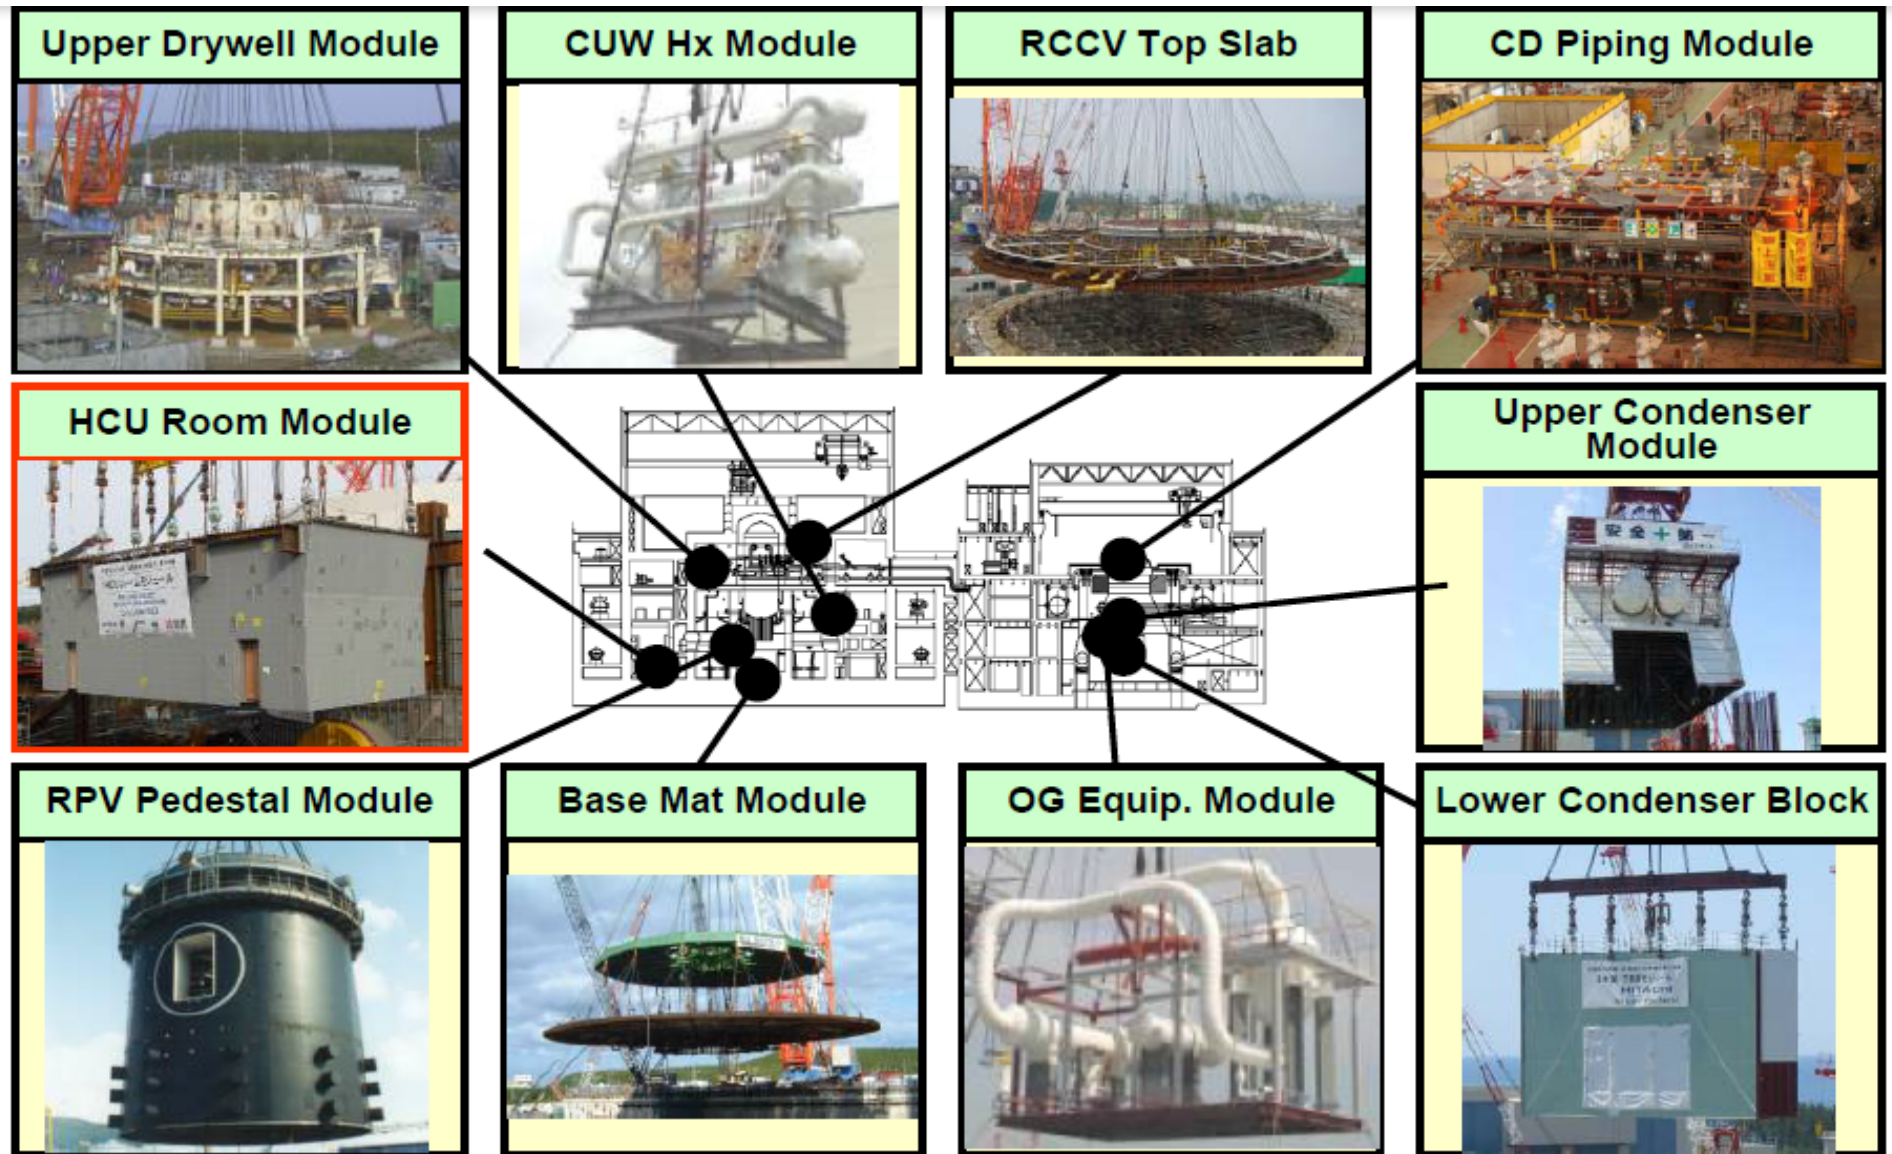 Upper Drywell Module
CUW Hx Module
RCCV Top Slab
CD Piping Module
HCU Room Module
Upper Condenser
Module
安全十第一
RPV Pedestal Module
Base Mat Module
OG Equip. Module
Lower Condenser Block
HITACHI